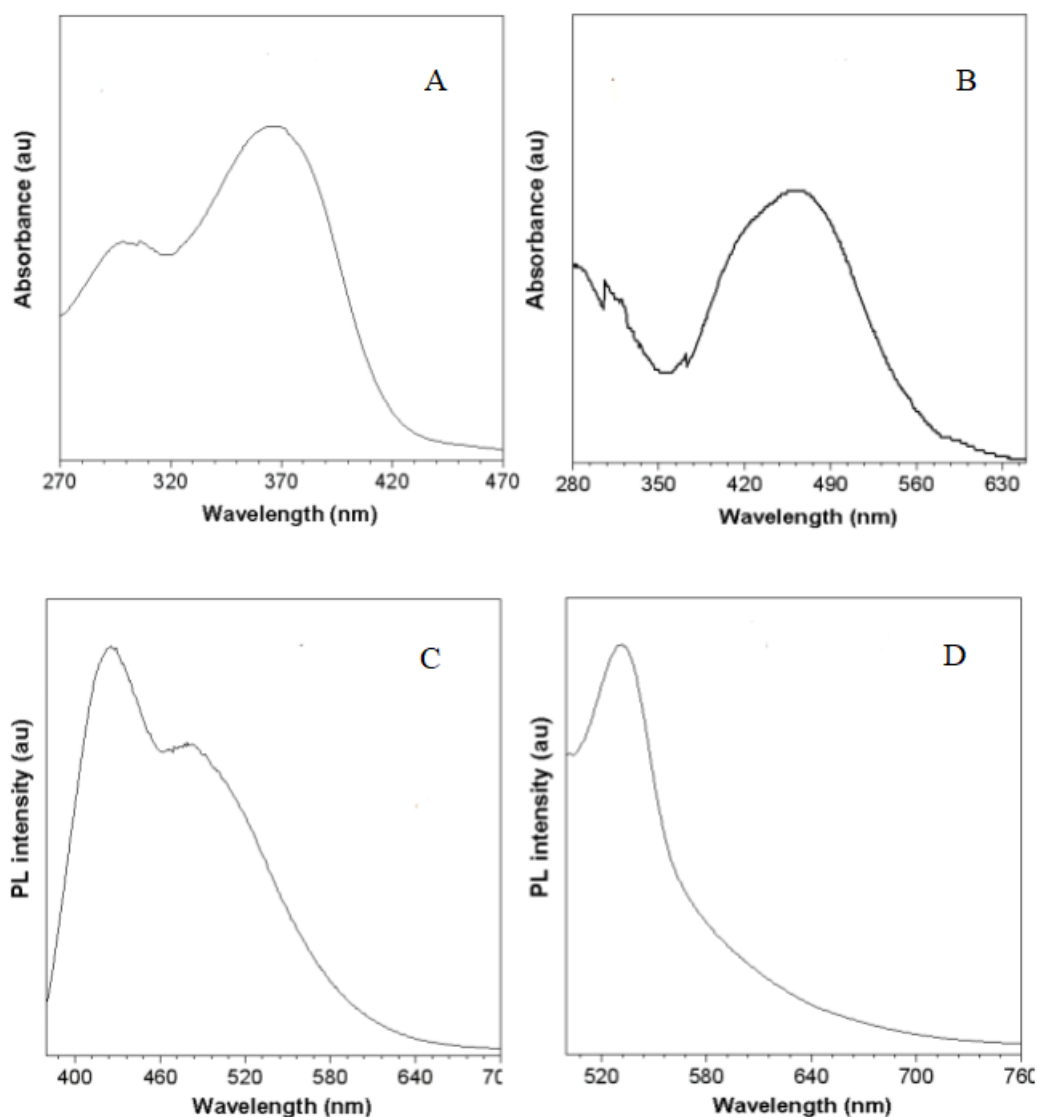 A
Absorbance (au)
270 320 370 420 470
Wavelength (nm)
B
Absorbance (au)
280 350 420 490 560 630
Wavelength (nm)
C
PL intensity (au)
400 460 520 580 640 70
Wavelength (nm)
D
PL intensity (au)
520 580 640 700 760
Wavelength (nm)